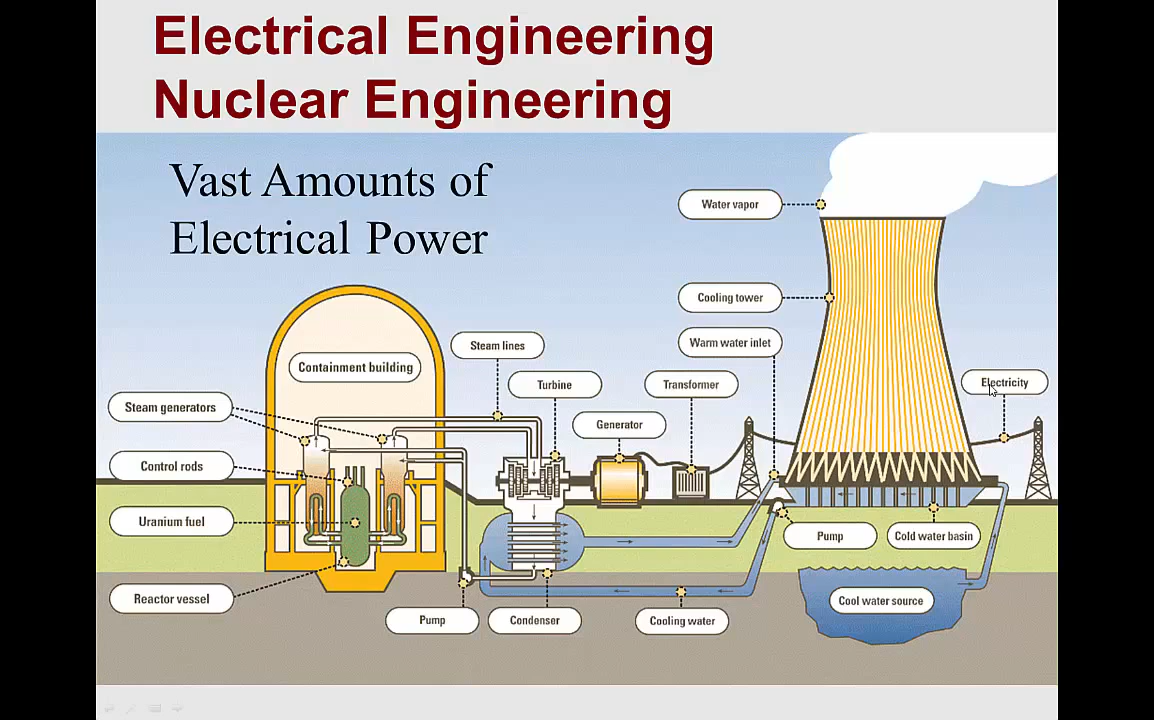 Electrical Engineering
Nuclear Engineering
Vast Amounts of
Electrical Power
Water vapor
Cooling tower
Warm water inlet
Steam lines
Containment building
Turbine
Transformer
Electricity
Steam generators
Generator
Control rods
Uranium fuel
Pump
Cold water basin
Reactor vessel
Cool water source
Pump
Condenser
Cooling water